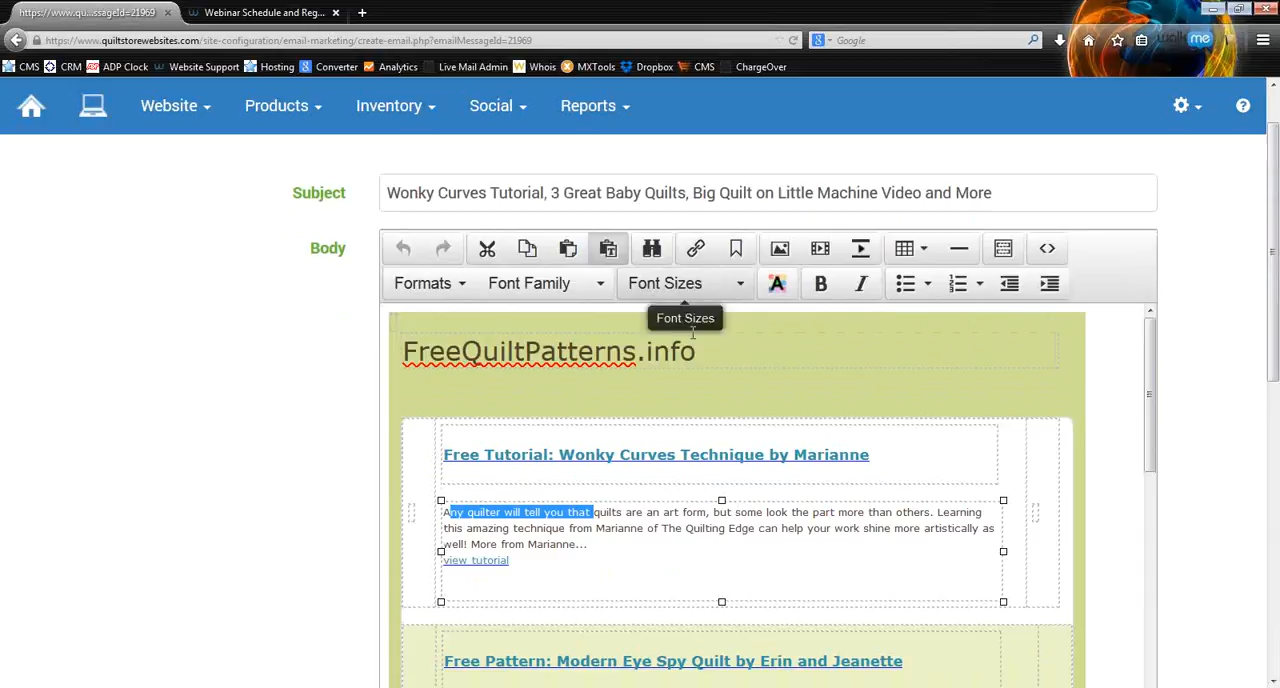 https://www.qu...ssageId=21969
Webinar Schedule and Reg...
https://www.quiltstorewebsites.com/site-configuration/email-marketing/create-email.php?emailMessageId=21969
Google
walkme
CMS CRM ADP Clock Website Support Hosting Converter Analytics Live Mail Admin Whois MXTools Dropbox CMS ChargeOver
Website Products Inventory Social Reports
Subject
Wonky Curves Tutorial, 3 Great Baby Quilts, Big Quilt on Little Machine Video and More
Body
Formats Font Family Font Sizes A B I
Font Sizes
FreeQuiltPatterns.info
Free Tutorial: Wonky Curves Technique by Marianne
Any quilter will tell you that quilts are an art form, but some look the part more than others. Learning
this amazing technique from Marianne of The Quilting Edge can help your work shine more artistically as
well! More from Marianne...
view tutorial
Free Pattern: Modern Eye Spy Quilt by Erin and Jeanette